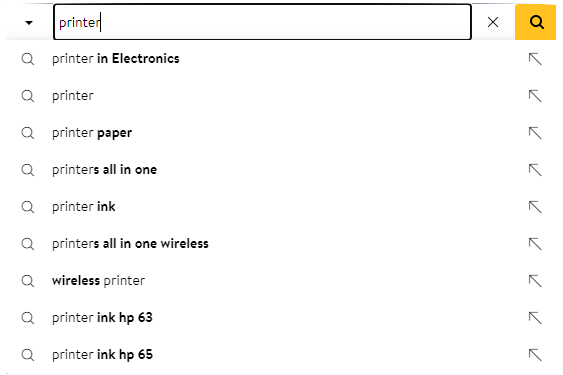 printer
printer in Electronics
printer
printer paper
printers all in one
printer ink
printers all in one wireless
wireless printer
printer ink hp 63
printer ink hp 65